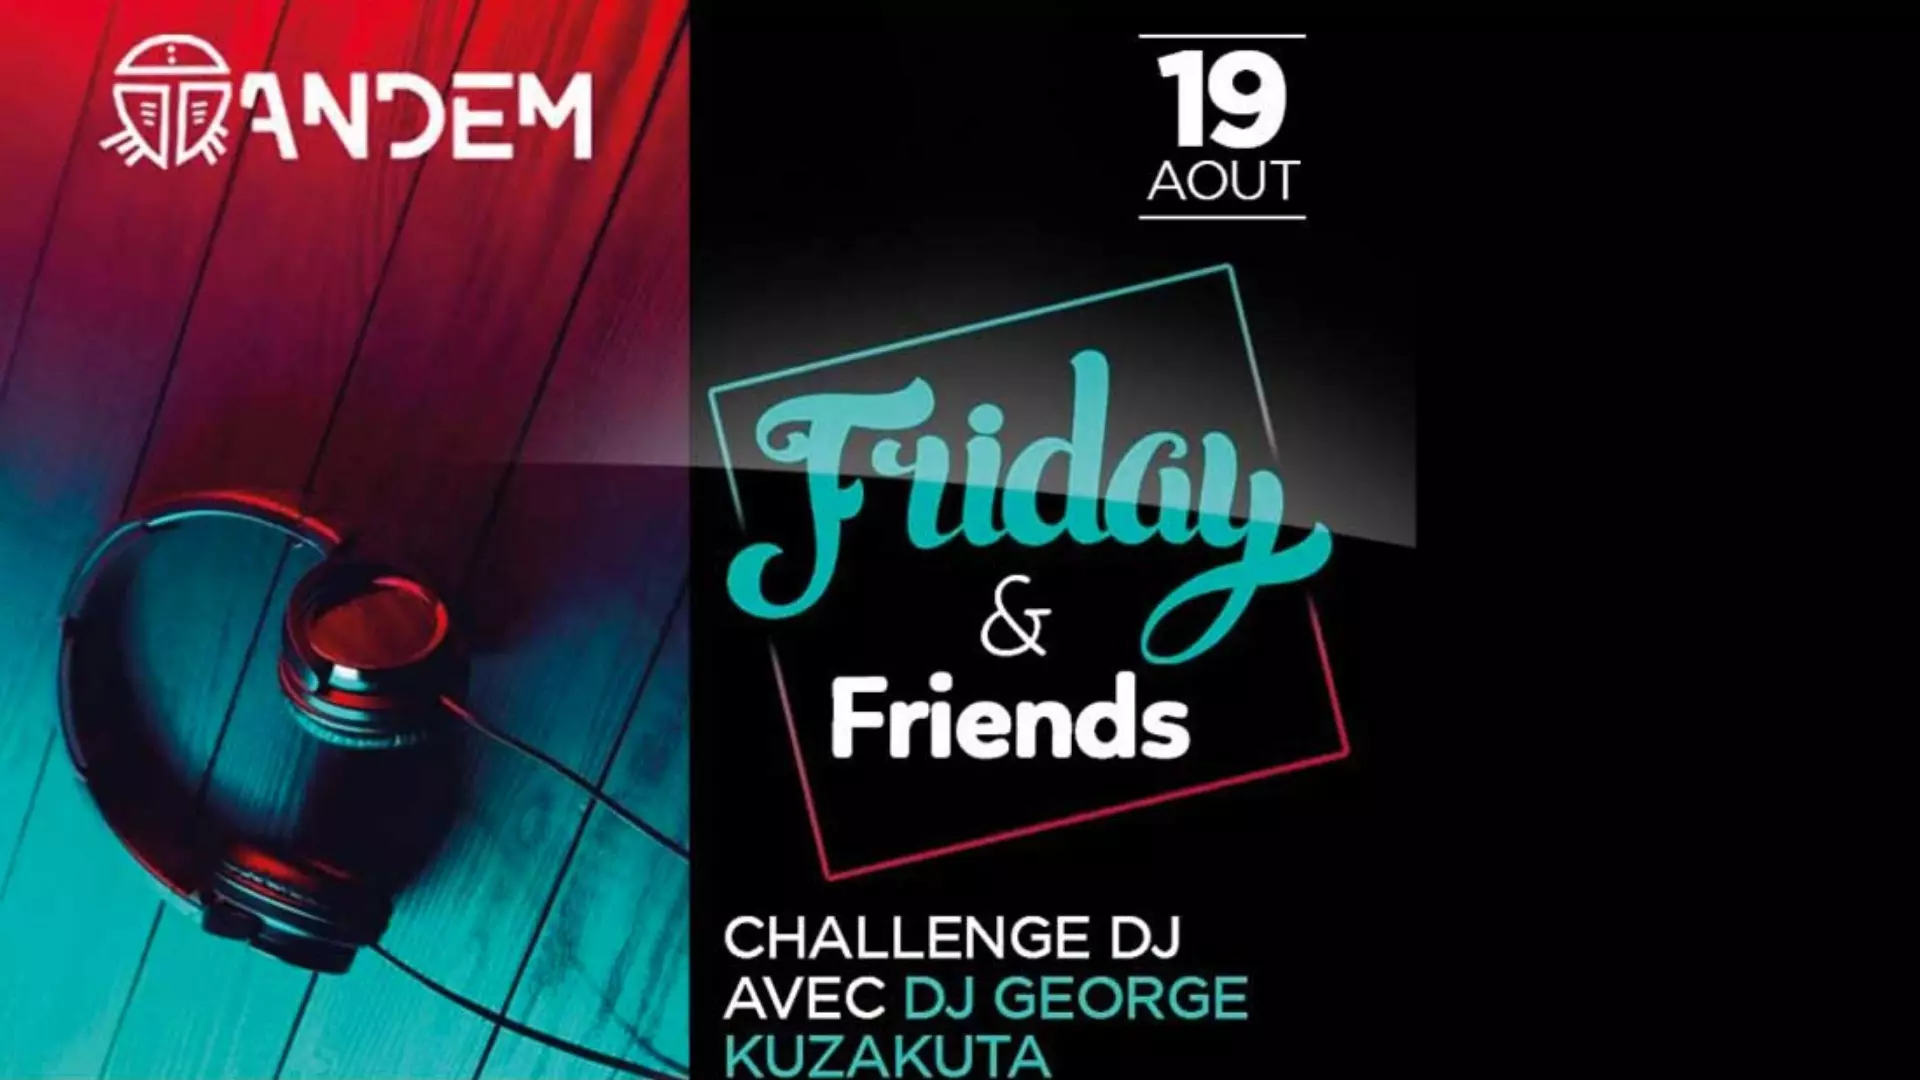 TANDEM
19
AOUT
Friday
&
Friends
CHALLENGE DJ
AVEC DJ GEORGE
KUZAKUTA